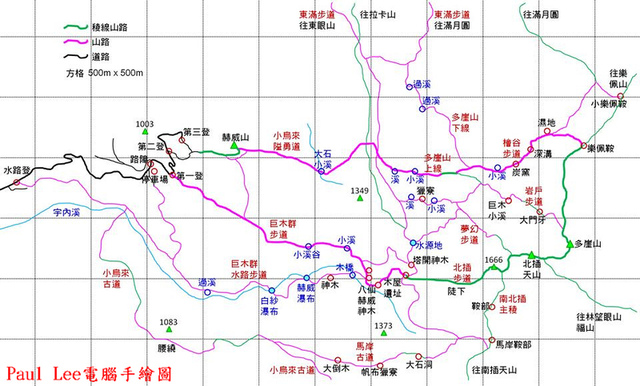 稜線山路
山路
道路
方格 500m x 500m
東滿步道
往東眼山
往拉卡山
東滿步道
往滿月圓
往滿月圓
往樂
佩山
小樂佩山
過溪
過溪
多崖山
下線
濕地
樂佩鞍
1003
第三登
第二登
赫威山
小烏來
隘勇道
大石
小溪
多崖山
上線
檜谷
步道
深溝
炭窯
小溪
溪
小溪
水路登
路障
停車場
第一登
1349
獵寮
溪
小溪
巨木
小溪
岩戶
步道
大門牙
宇內溪
巨木群
步道
小溪谷
小溪
水源地
夢幻
步道
塔開神木
多崖山
1666
北插
天山
小烏來
古道
巨木群
水路步道
過溪
白紗
瀑布
赫威
瀑布
神木
木橋
八仙
赫威
神木
木屋
遺址
北插
步道
陡下
鞍部
南北插
主稜
往林望眼山
福山
1083
腰繞
1373
馬岸
古道
大石洞
馬岸鞍部
小烏來古道
大倒木
帆布獵寮
往南插天山
Paul Lee電腦手繪圖